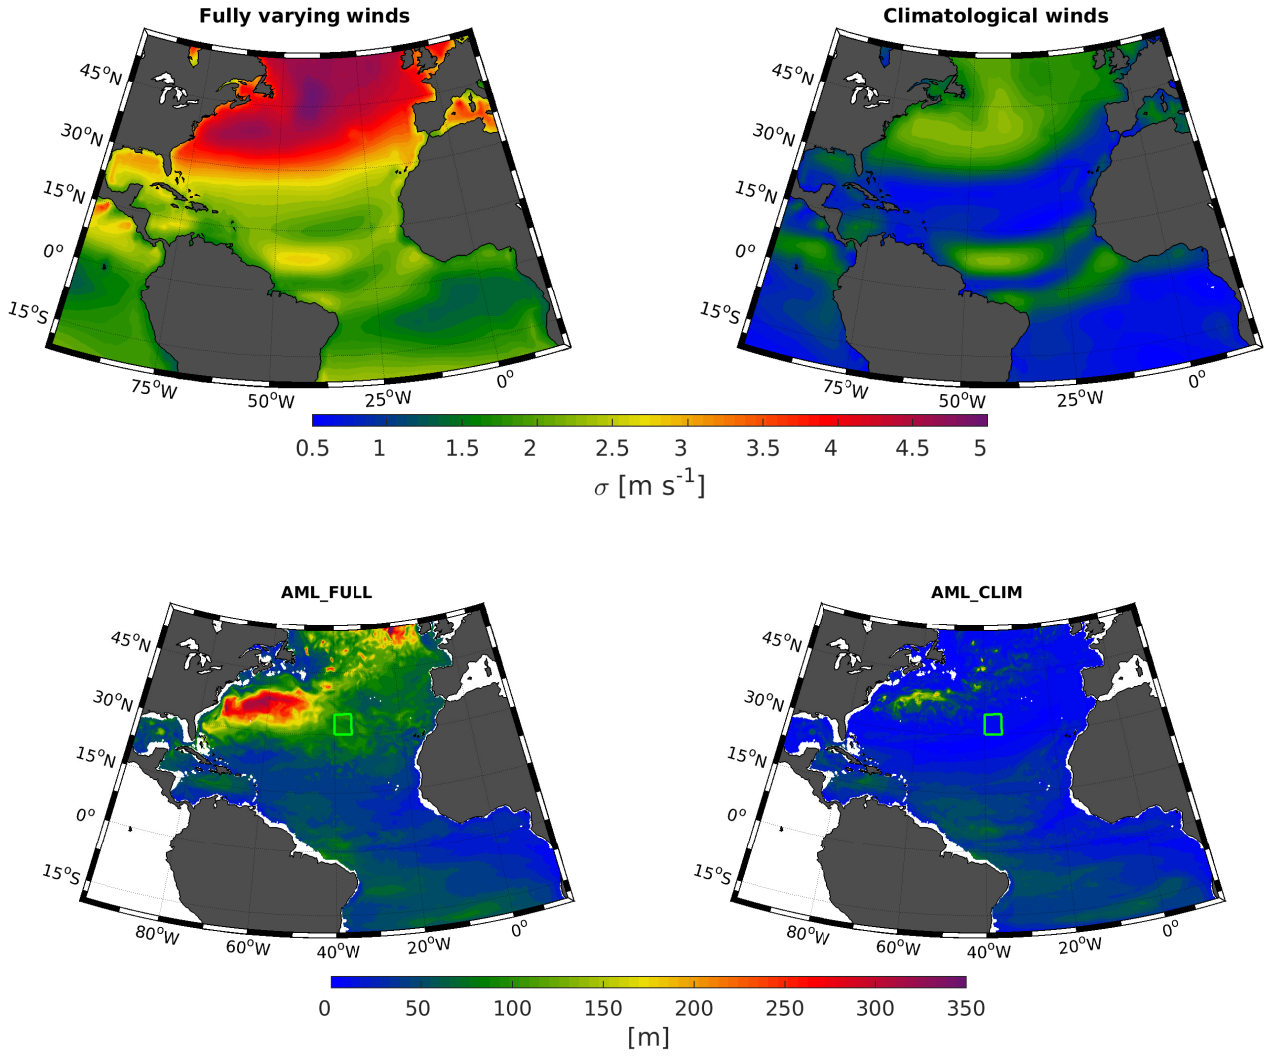 Fully varying winds
Climatological winds
45°N
30°N
15°N
0°
15°S
75°W
50°W
25°W
0°
45°N
30°N
15°N
0°
15°S
75°W
50°W
25°W
0°
0.5 1 1.5 2 2.5 3 3.5 4 4.5 5
σ [m s⁻¹]
AML_FULL
AML_CLIM
45°N
30°N
15°N
0°
15°S
80°W
60°W
40°W
20°W
0°
45°N
30°N
15°N
0°
15°S
80°W
60°W
40°W
20°W
0°
0 50 100 150 200 250 300 350
[m]